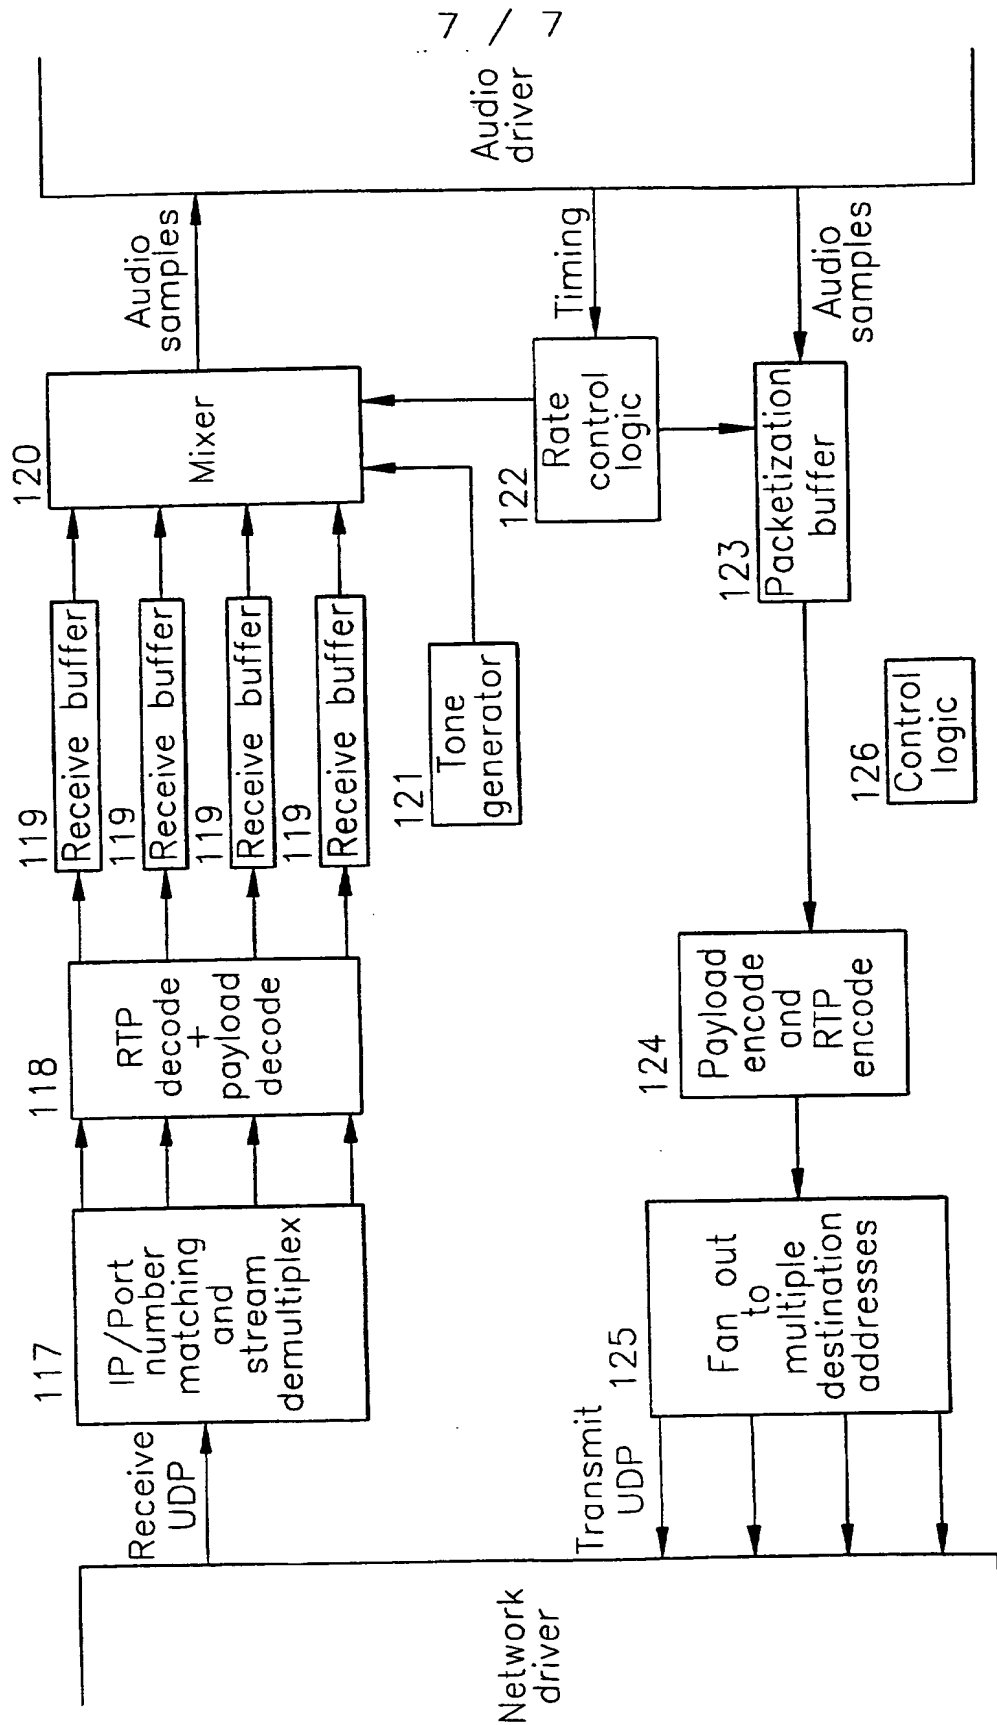 7 / 7
Network
driver
Receive
UDP
117
IP/Port
number
matching
and
stream
demultiplex
118
RTP
decode
+
payload
decode
119
Receive buffer
119
Receive buffer
119
Receive buffer
119
Receive buffer
120
Mixer
Audio
samples
Audio
driver
121
Tone
generator
122
Rate
control
logic
Timing
Audio
samples
123
Packetization
buffer
124
Payload
encode
and
RTP
encode
125
Fan out
to
multiple
destination
addresses
Transmit
UDP
126
Control
logic